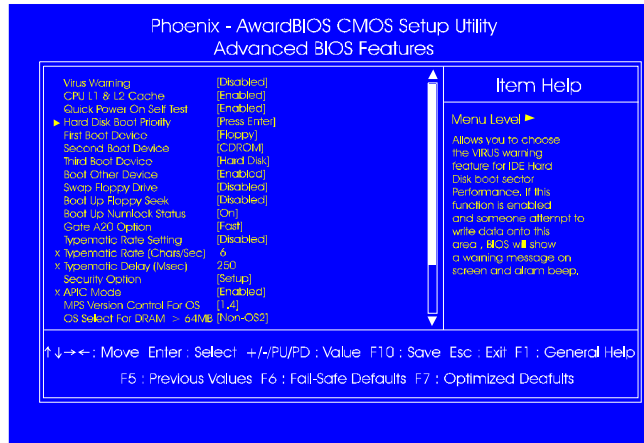 Phoenix - AwardBIOS CMOS Setup Utility
Advanced BIOS Features
Virus Warning [Disabled]
CPU L1 & L2 Cache [Enabled]
Quick Power On Self Test [Enabled]
► Hard Disk Boot Priority [Press Enter]
First Boot Device [Floppy]
Second Boot Device [CDROM]
Third Boot Device [Hard Disk]
Boot Other Device [Enabled]
Swap Floppy Drive [Disabled]
Boot Up Floppy Seek [Disabled]
Boot Up Numlock Status [On]
Gate A20 Option [Fast]
Typematic Rate Setting [Disabled]
x Typematic Rate (Chars/Sec) 6
x Typematic Delay (Msec) 250
Security Option [Setup]
x APIC Mode [Enabled]
MPS Version Control For OS [1.4]
OS Select For DRAM > 64MB [Non-OS2]
Item Help
Menu Level ►
Allows you to choose
the VIRUS warning
feature for IDE Hard
Disk boot sector
Performance. If this
function is enabled
and someone attempt to
write data onto this
area , BIOS will show
a warning message on
screen and alram beep.
↑↓→←: Move Enter : Select +/-/PU/PD : Value F10 : Save Esc : Exit F1 : General Help
F5 : Previous Values F6 : Fail-Safe Defaults F7 : Optimized Deafults